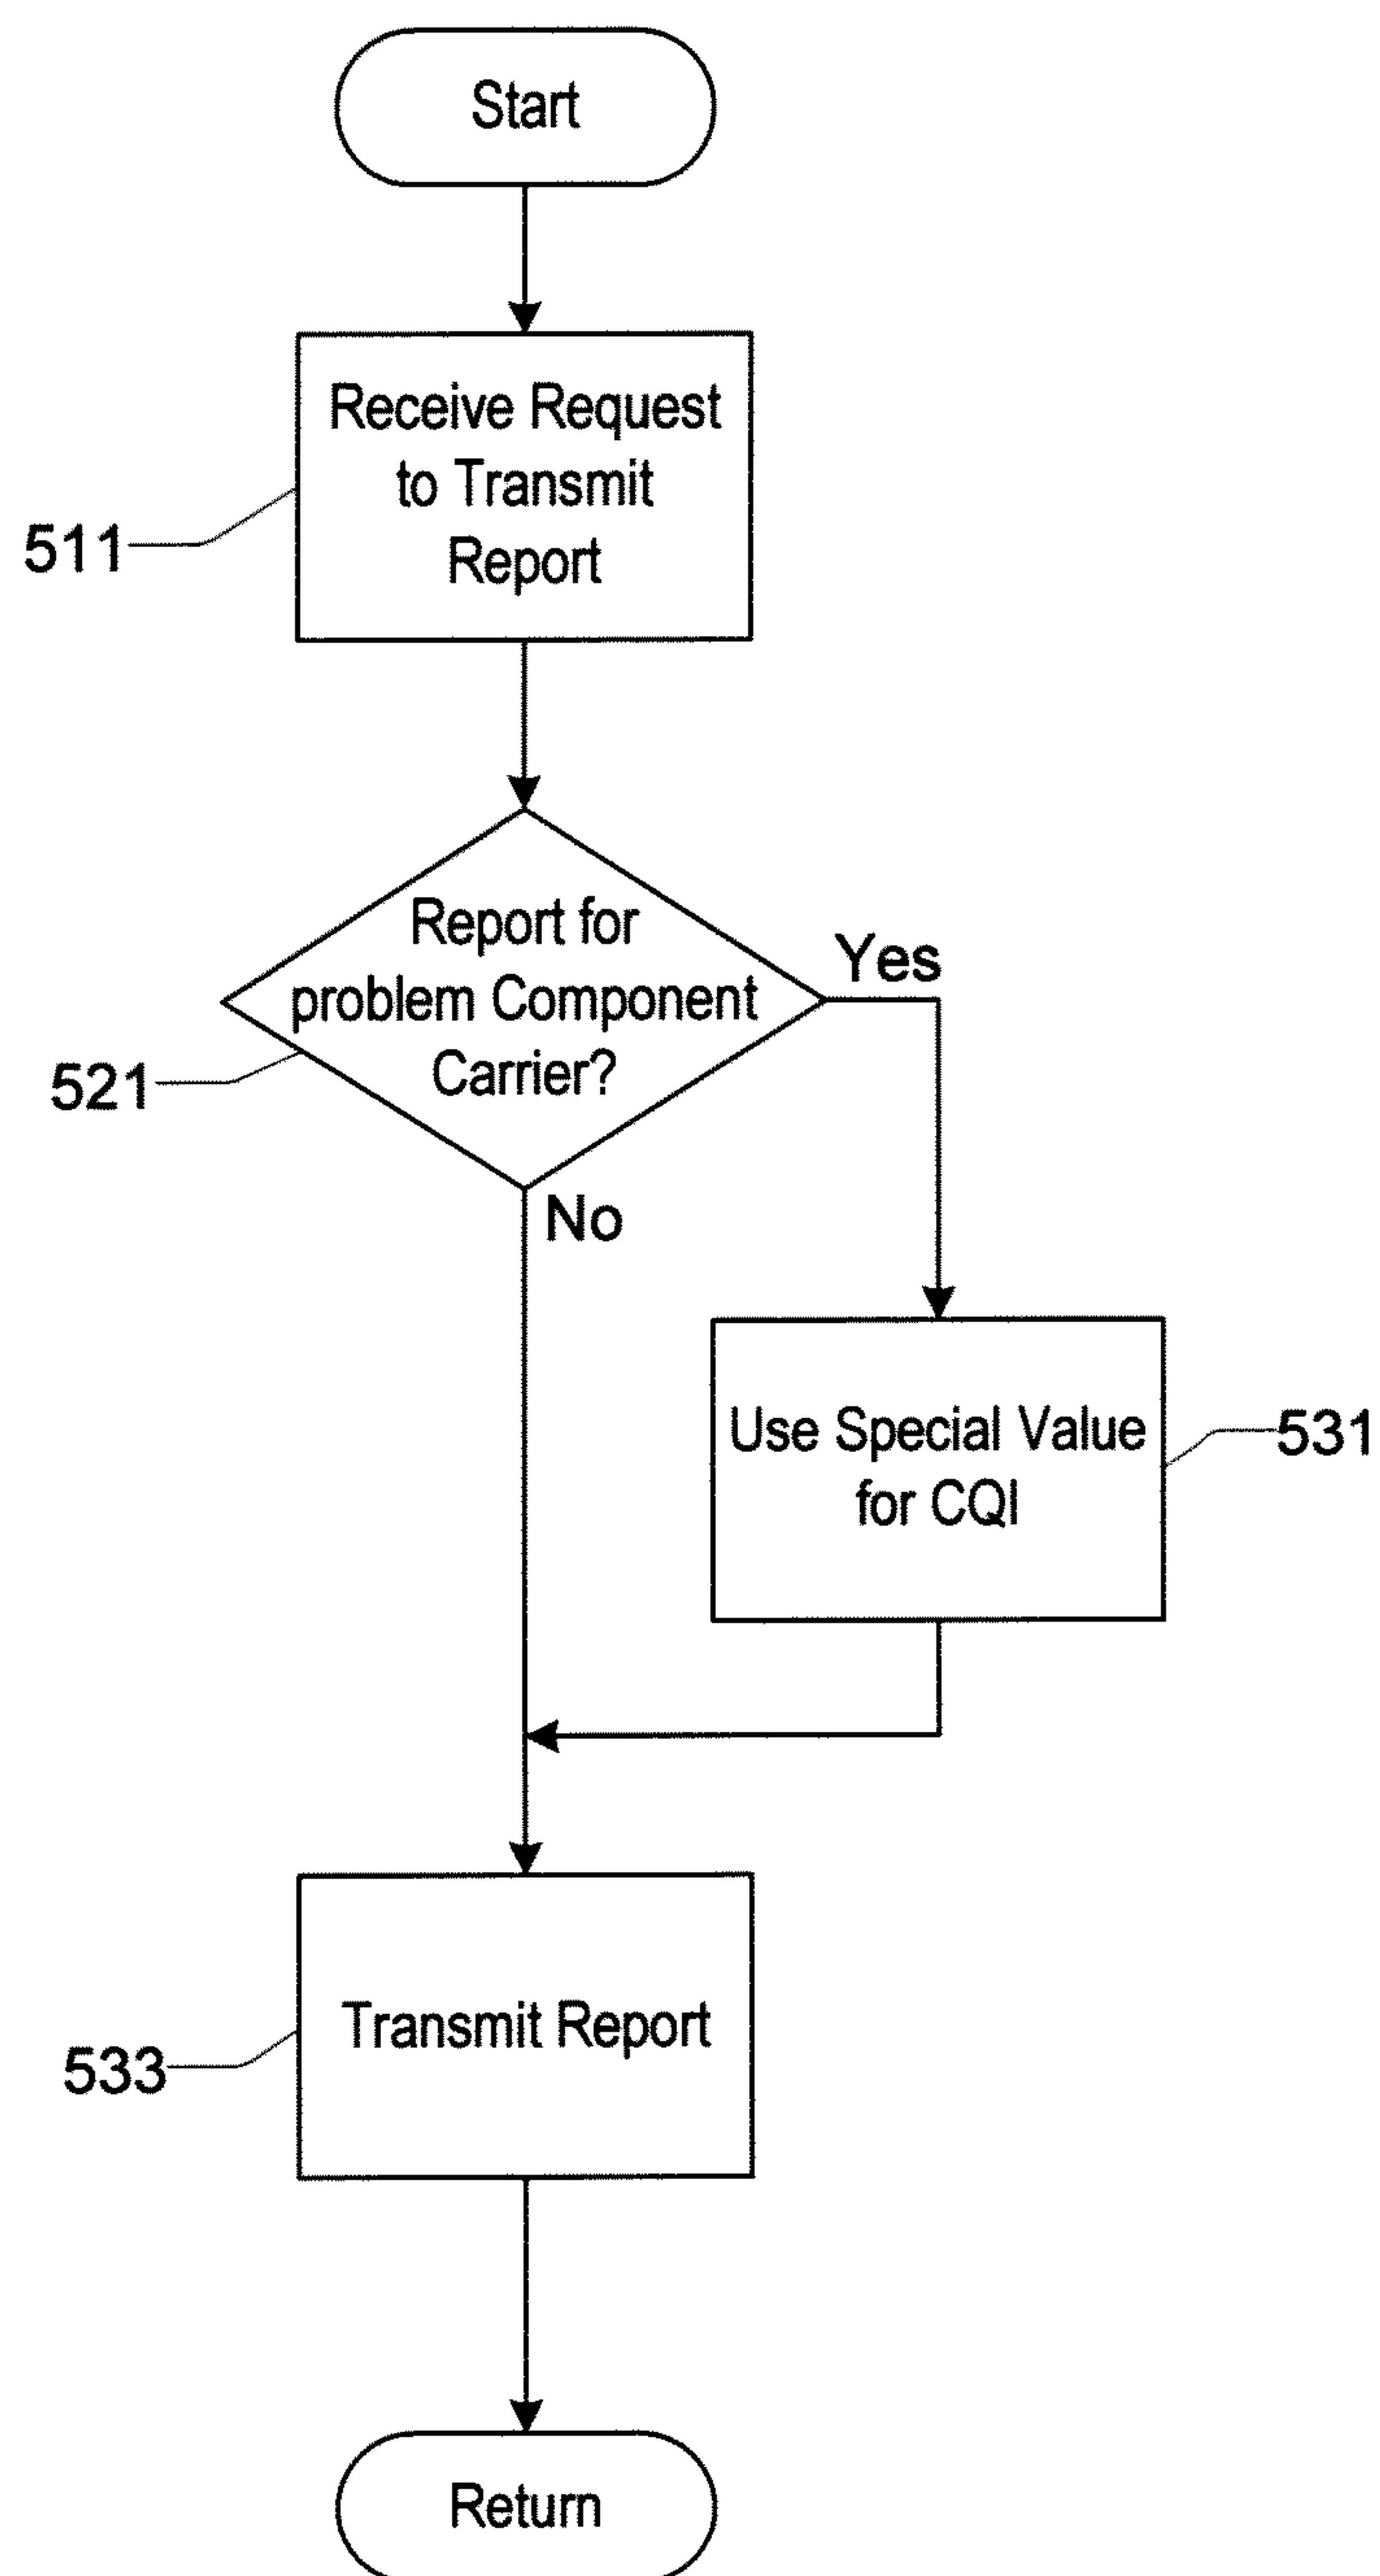 Start
Receive Request
to Transmit
Report
511
Report for
problem Component
Carrier?
Yes
521
No
Use Special Value
for CQI
531
Transmit Report
533
Return